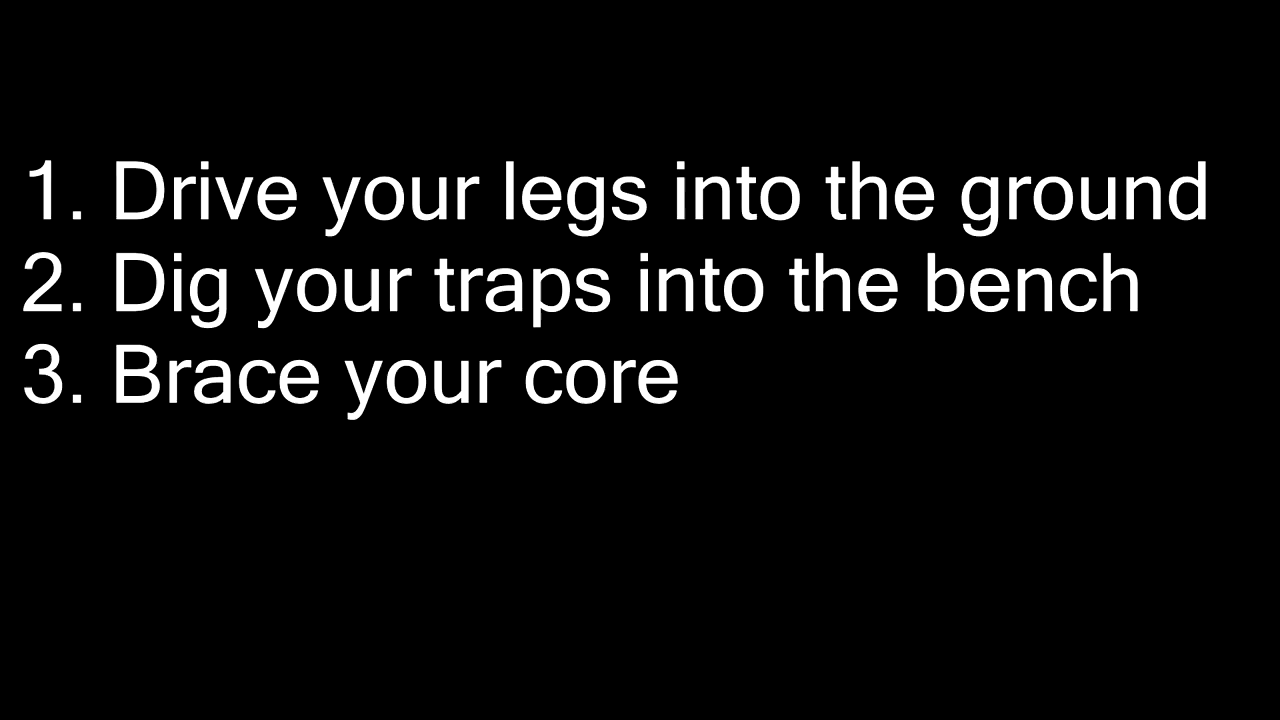 1. Drive your legs into the ground
2. Dig your traps into the bench
3. Brace your core